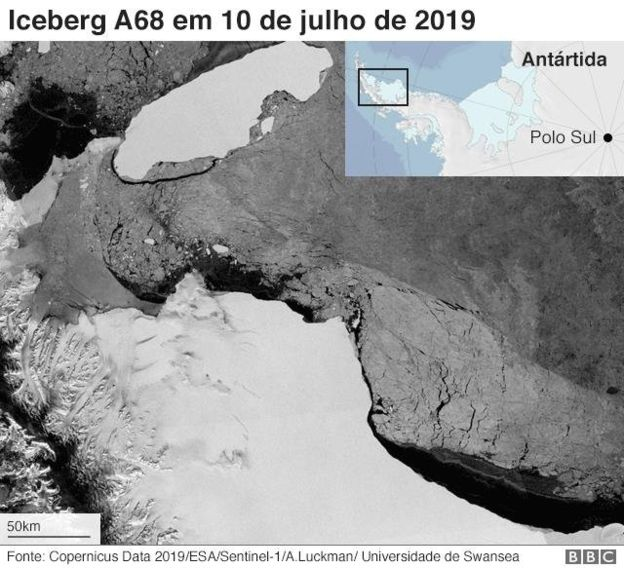 Iceberg A68 em 10 de julho de 2019
Antártida
Polo Sul
50km
Fonte: Copernicus Data 2019/ESA/Sentinel-1/A.Luckman/ Universidade de Swansea
BBC